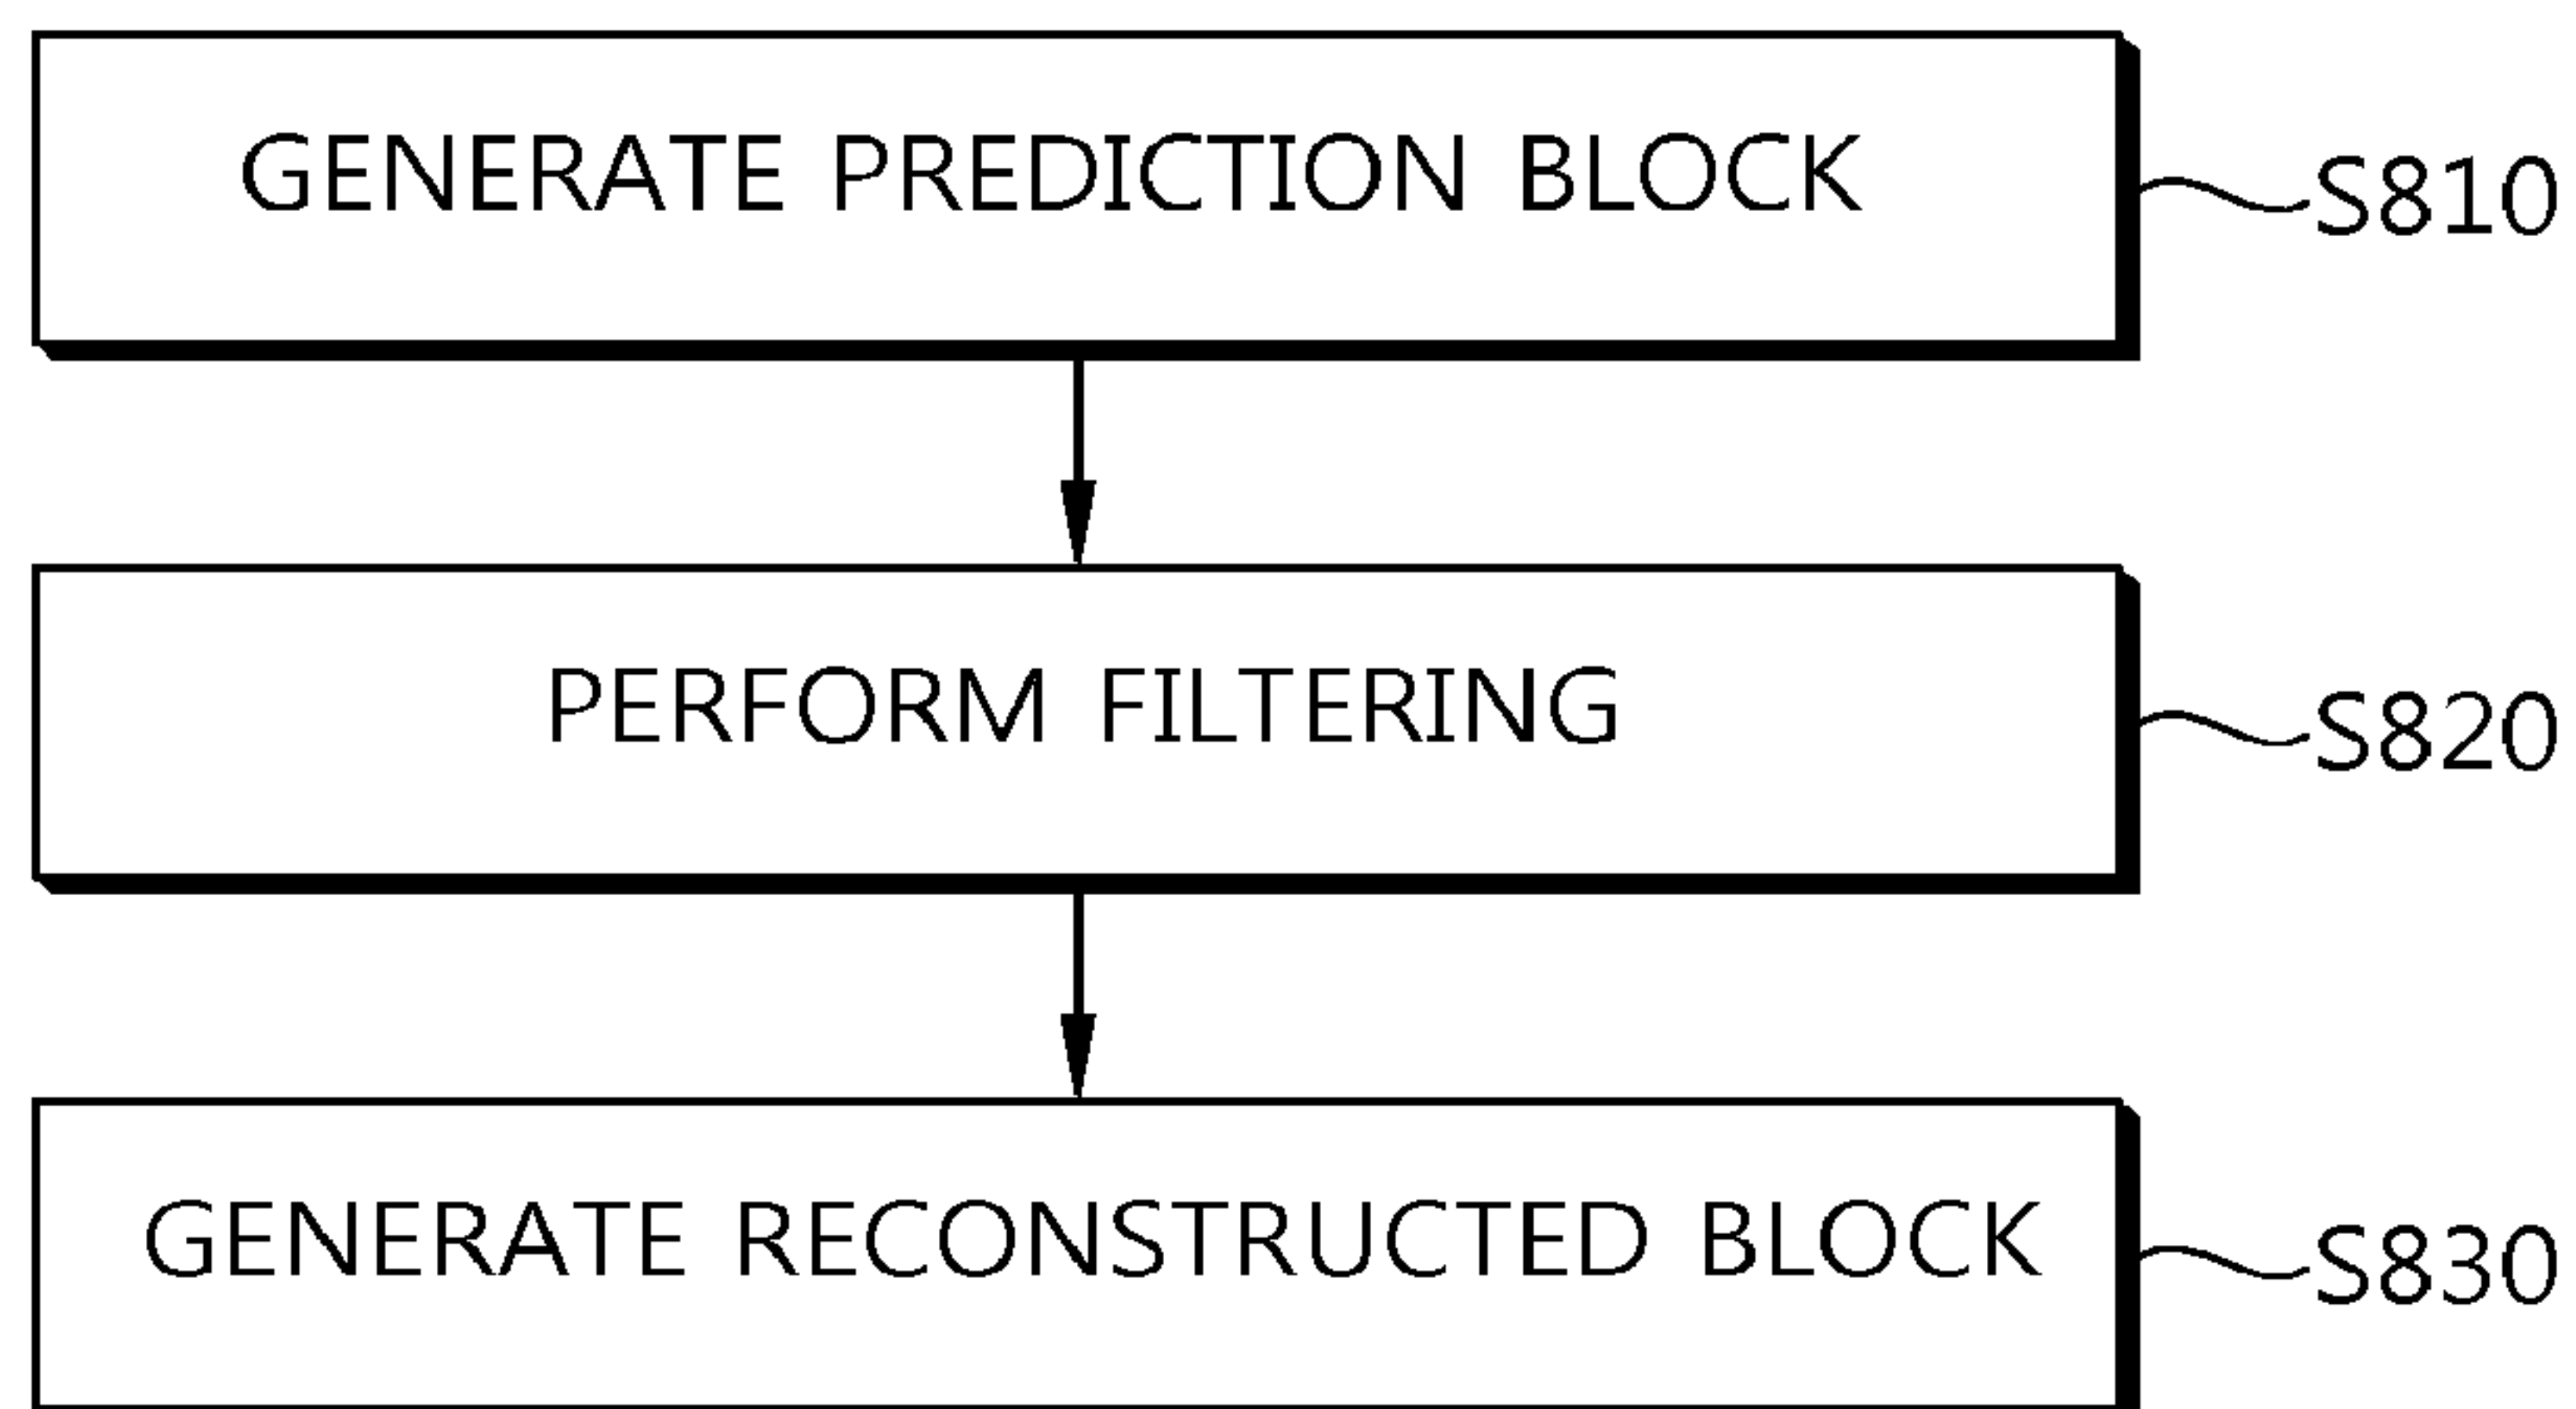 GENERATE PREDICTION BLOCK
S810
PERFORM FILTERING
S820
GENERATE RECONSTRUCTED BLOCK
S830